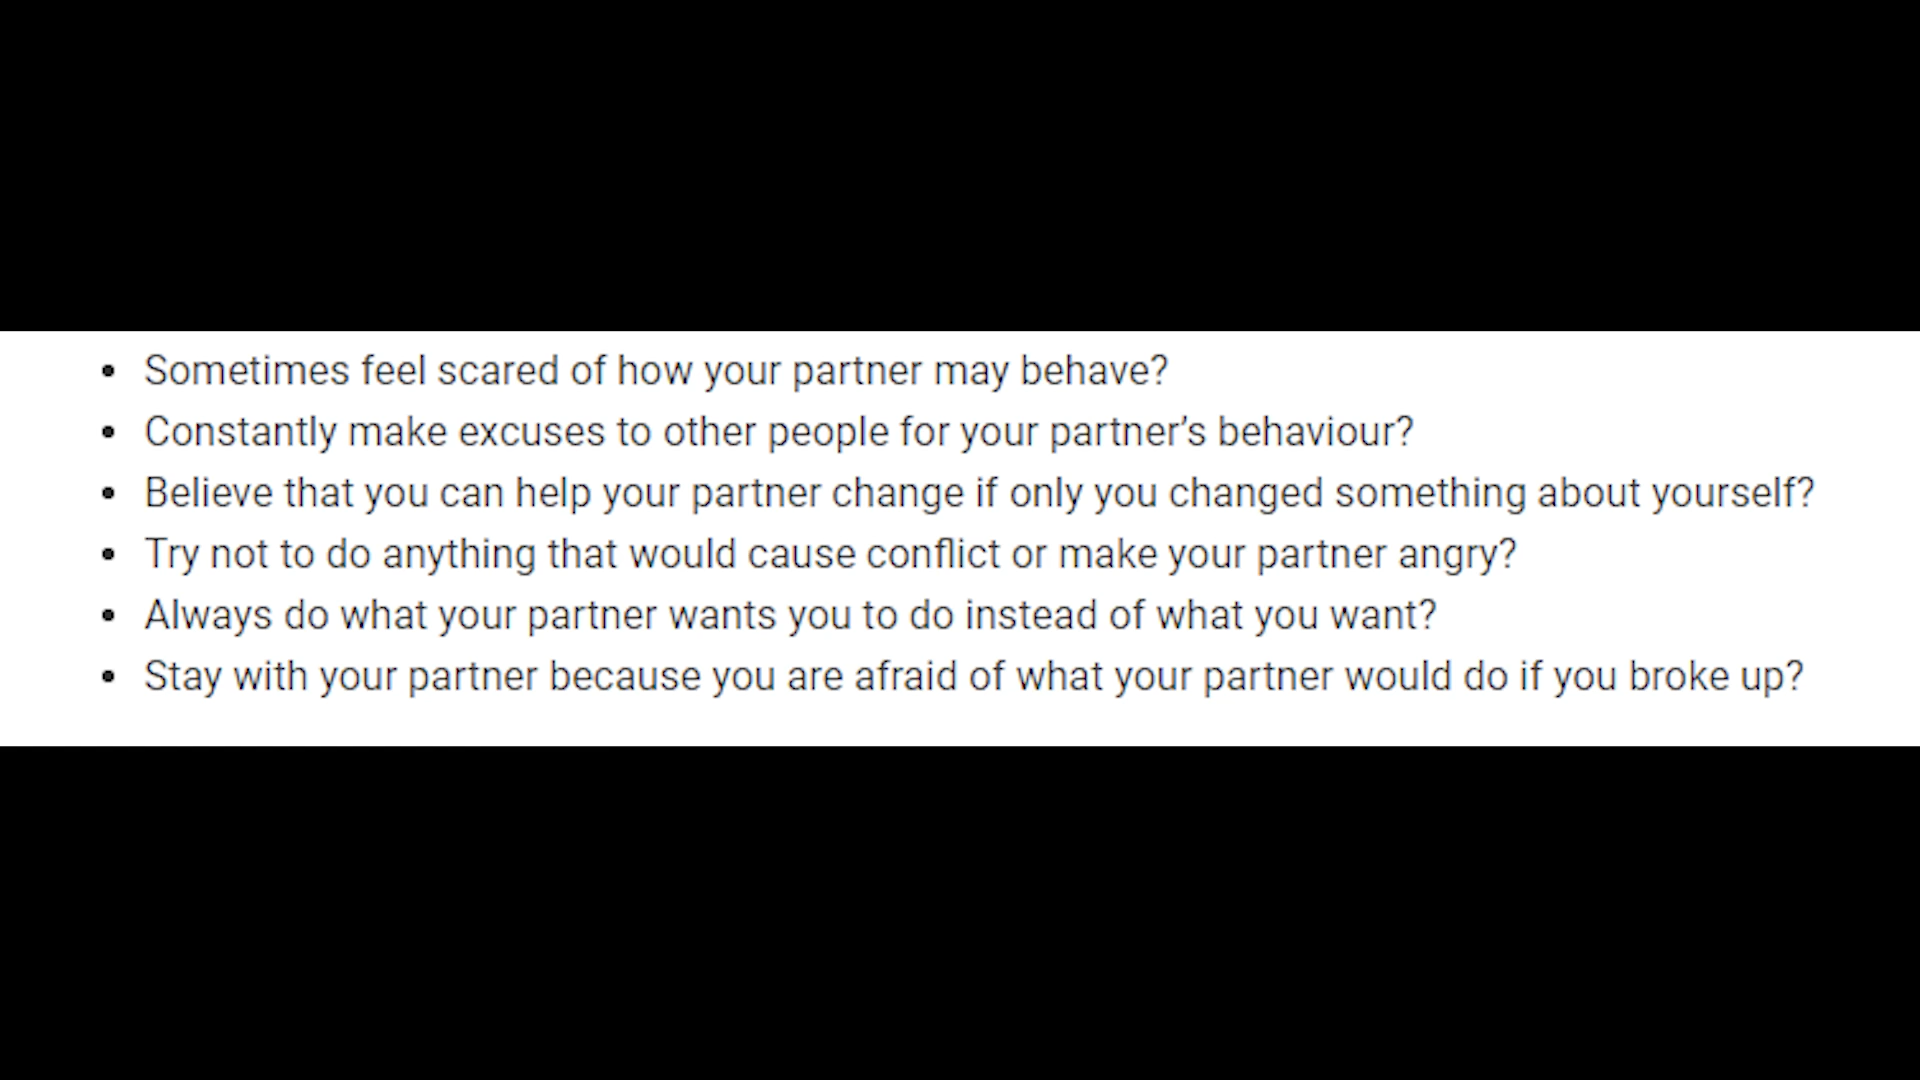 • Sometimes feel scared of how your partner may behave?
• Constantly make excuses to other people for your partner’s behaviour?
• Believe that you can help your partner change if only you changed something about yourself?
• Try not to do anything that would cause conflict or make your partner angry?
• Always do what your partner wants you to do instead of what you want?
• Stay with your partner because you are afraid of what your partner would do if you broke up?